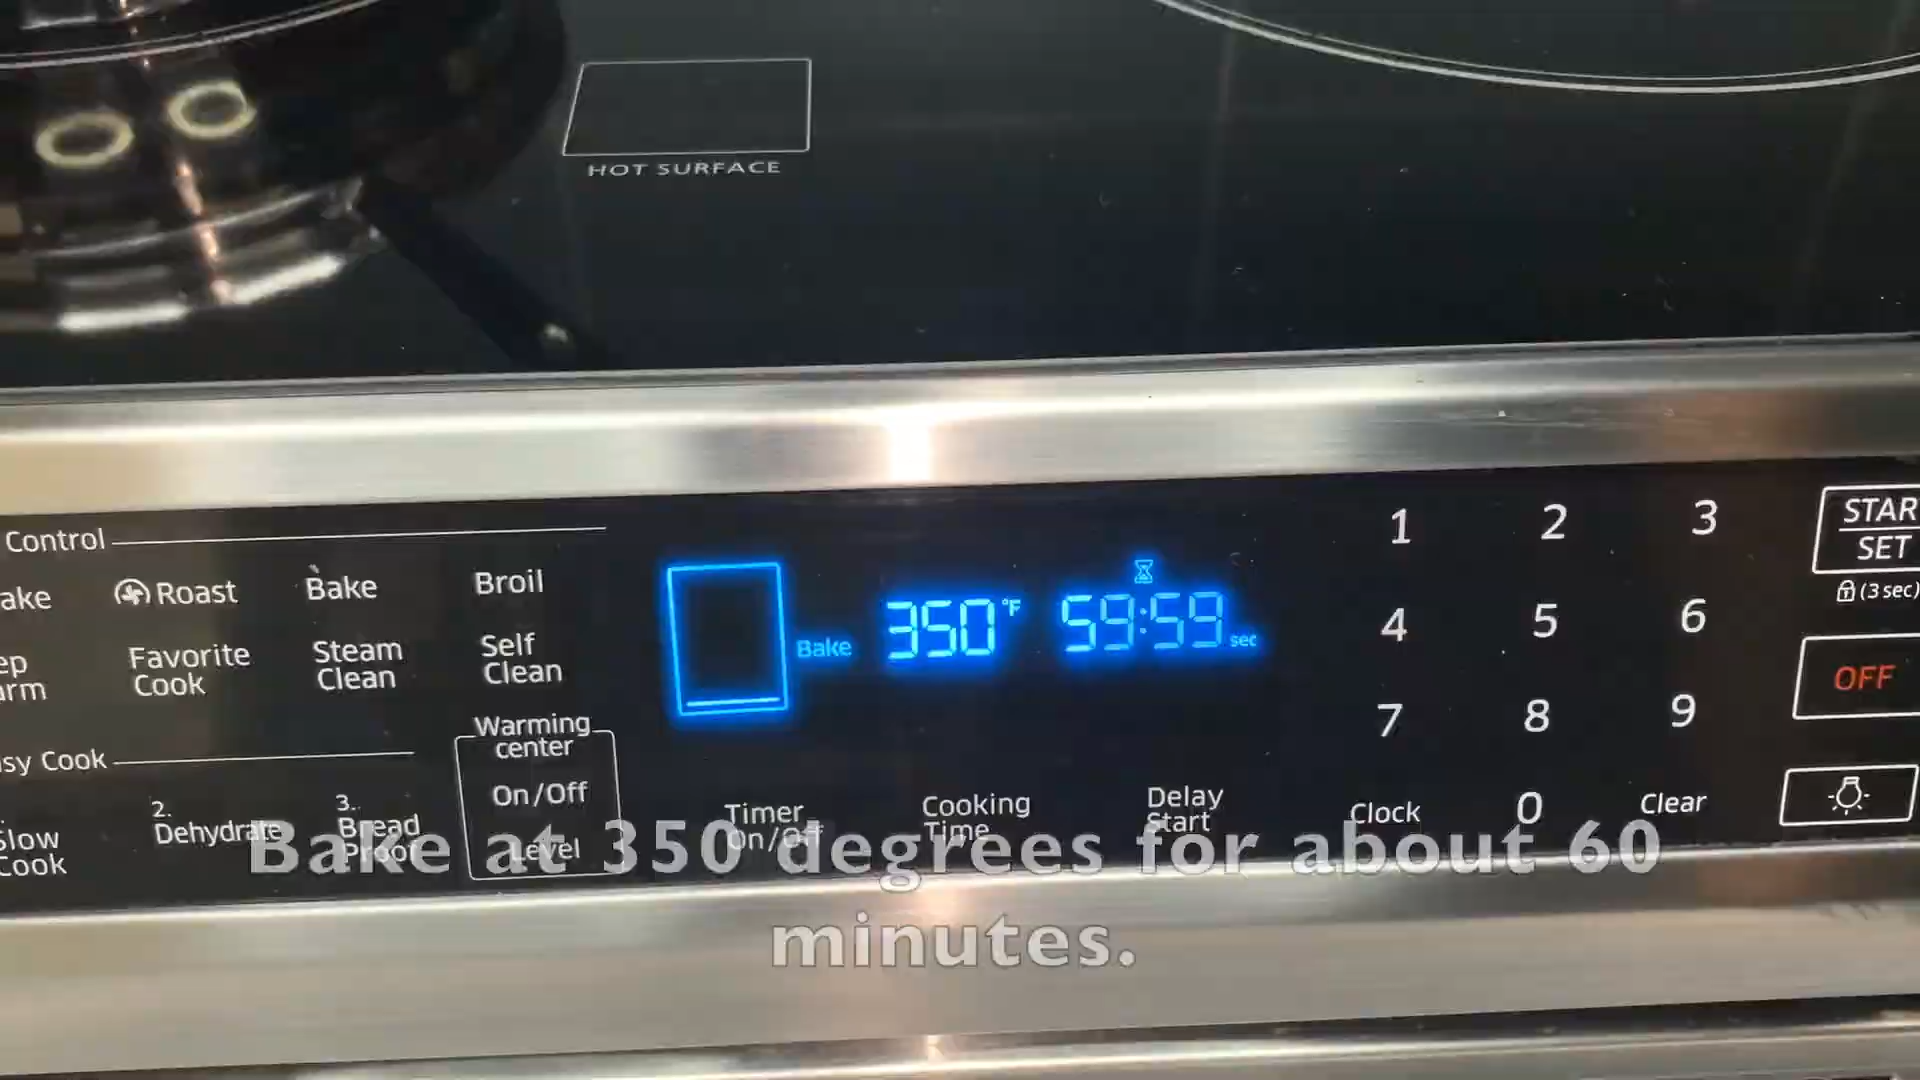 HOT SURFACE
Control
ake
Roast
Bake
Broil
ep
arm
Favorite
Cook
Steam
Clean
Self
Clean
Warming
center
On/Off
Level
sy Cook
Slow
Cook
2.
Dehydrate
3.
Bread
Proof
Bake
350°F
59:59 sec
Timer
On/Off
Cooking
Time
Delay
Start
1 2 3
4 5 6
7 8 9
Clock 0 Clear
STAR
SET
(3 sec)
OFF
Bake at 350 degrees for about 60
minutes.